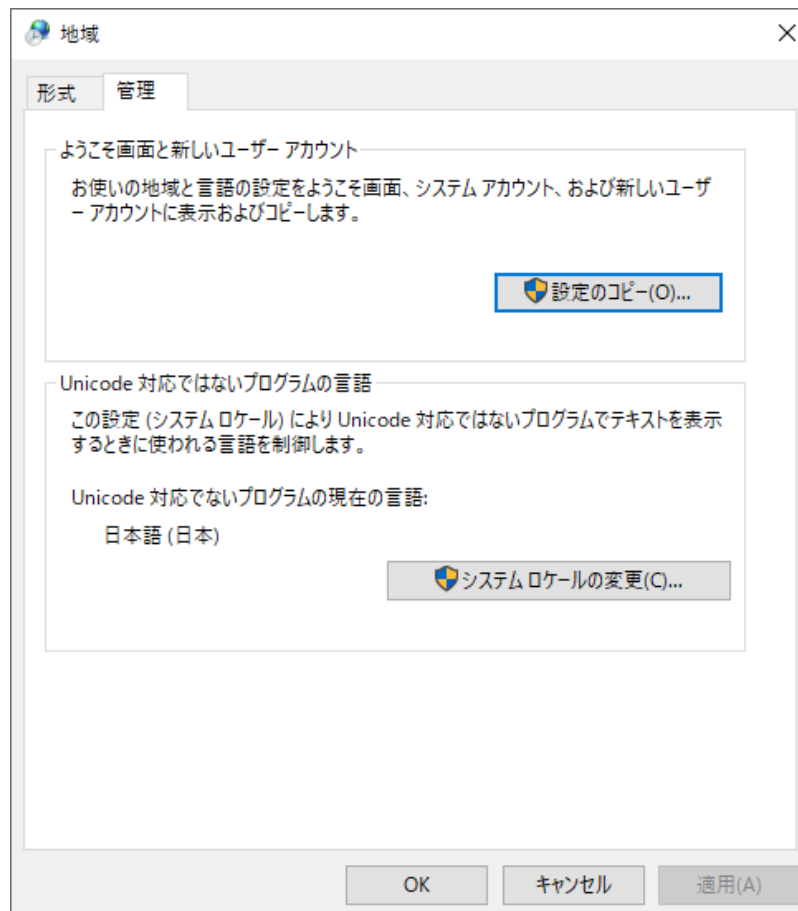 地域
形式
管理
ようこそ画面と新しいユーザー アカウント
お使いの地域と言語の設定をようこそ画面、システム アカウント、および新しいユーザ
ー アカウントに表示およびコピーします。
設定のコピー(O)...
Unicode 対応ではないプログラムの言語
この設定 (システム ロケール) により Unicode 対応ではないプログラムでテキストを表示
するときに使われる言語を制御します。
Unicode 対応でないプログラムの現在の言語:
日本語 (日本)
システム ロケールの変更(C)...
OK
キャンセル
適用(A)